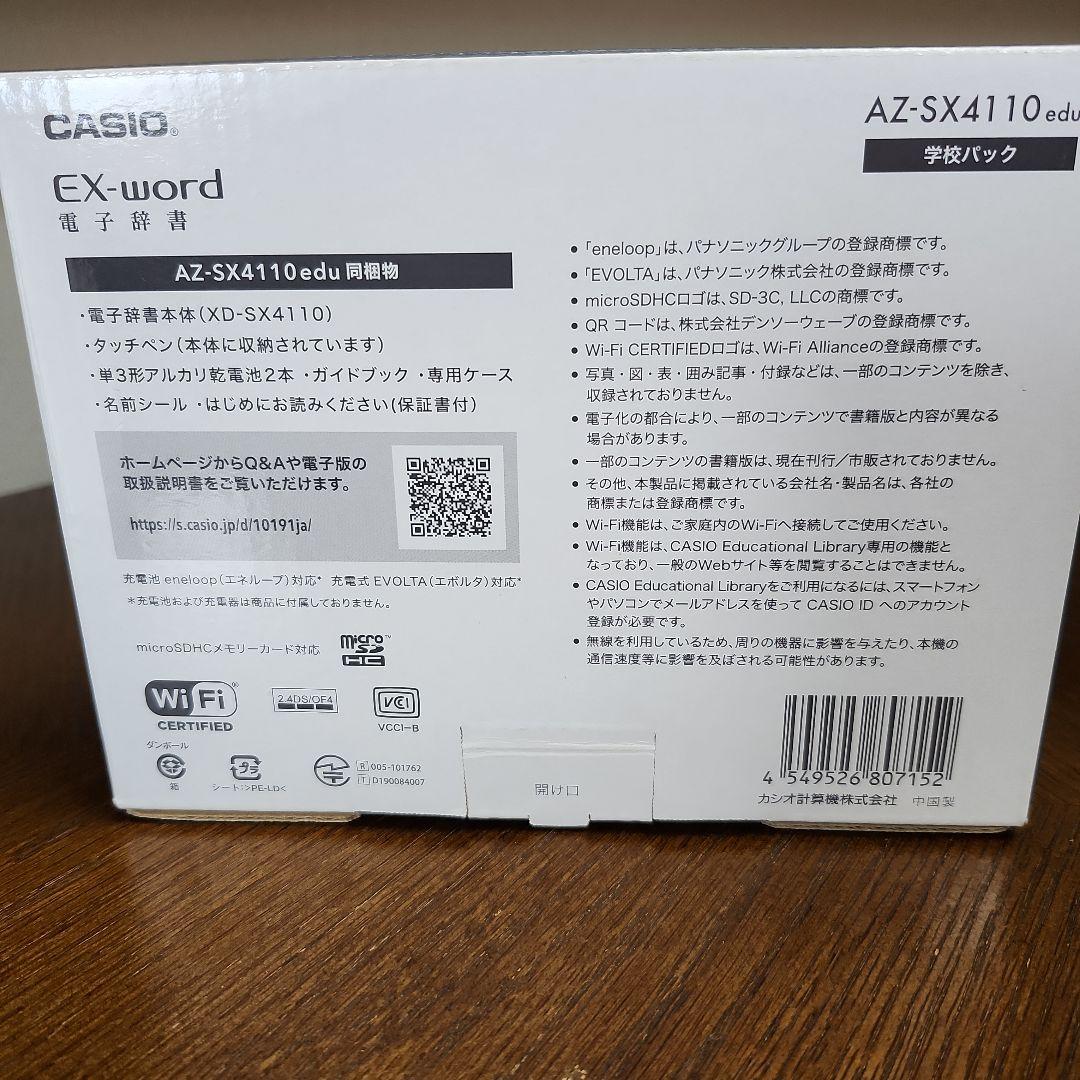 CASIO®
EX-word
電子辞書
AZ-SX4110edu 同梱物
・電子辞書本体(XD-SX4110)
・タッチペン(本体に収納されています)
・単3形アルカリ乾電池2本 ・ガイドブック ・専用ケース
・名前シール ・はじめにお読みください(保証書付)
ホームページからQ&Aや電子版の
取扱説明書をご覧いただけます。
https://s.casio.jp/d/10191ja/
充電池 eneloop(エネループ)対応* 充電式 EVOLTA(エボルタ)対応*
*充電池および充電器は商品に付属しておりません。
microSDHCメモリーカード対応
micro™
SD
HC
Wi Fi®
CERTIFIED
2.4DS/OF4
VCI
VCCI-B
ダンボール
箱
プラ
シート:>PE-LD<
R 005-101762
T D190084007
AZ-SX4110 edu
学校パック
● 「eneloop」は、パナソニックグループの登録商標です。
● 「EVOLTA」は、パナソニック株式会社の登録商標です。
● microSDHCロゴは、SD-3C, LLCの商標です。
● QR コードは、株式会社デンソーウェーブの登録商標です。
● Wi-Fi CERTIFIEDロゴは、Wi-Fi Allianceの登録商標です。
● 写真・図・表・囲み記事・付録などは、一部のコンテンツを除き、
収録されておりません。
● 電子化の都合により、一部のコンテンツで書籍版と内容が異なる
場合があります。
● 一部のコンテンツの書籍版は、現在刊行/市販されておりません。
● その他、本製品に掲載されている会社名・製品名は、各社の
商標または登録商標です。
● Wi-Fi機能は、ご家庭内のWi-Fiへ接続してご使用ください。
● Wi-Fi機能は、CASIO Educational Library専用の機能と
なっており、一般のWebサイト等を閲覧することはできません。
● CASIO Educational Libraryをご利用になるには、スマートフォン
やパソコンでメールアドレスを使って CASIO ID へのアカウント
登録が必要です。
● 無線を利用しているため、周りの機器に影響を与えたり、本機の
通信速度等に影響を及ぼされる可能性があります。
4 549526 807152
カシオ計算機株式会社 中国製
開け口